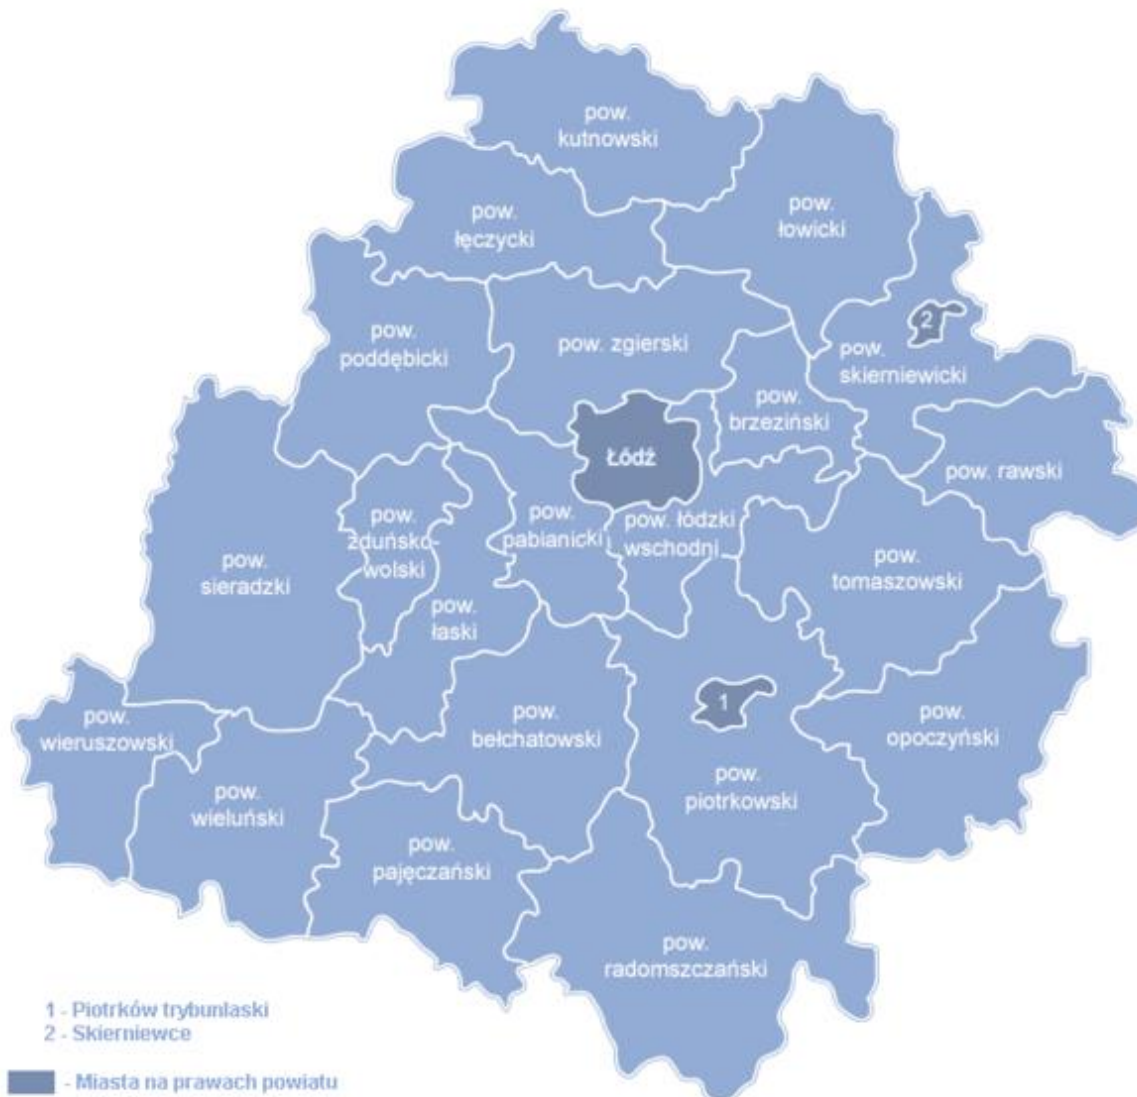 pow.
kutnowski
pow.
łęczycki
pow.
łowicki
2
pow.
poddębicki
pow. zgierski
pow.
skierniewicki
pow.
brzeziński
Łódź
pow. rawski
pow.
zduńsko-
wolski
pow.
pabianicki
pow. łódzki
wschodni
pow.
sieradzki
pow.
tomaszowski
pow.
łaski
1
pow.
wieruszowski
pow.
bełchatowski
pow.
opoczyński
pow.
piotrkowski
pow.
wieluński
pow.
pajęczański
pow.
radomszczański
1 - Piotrków trybunlaski
2 - Skierniewce
- Miasta na prawach powiatu